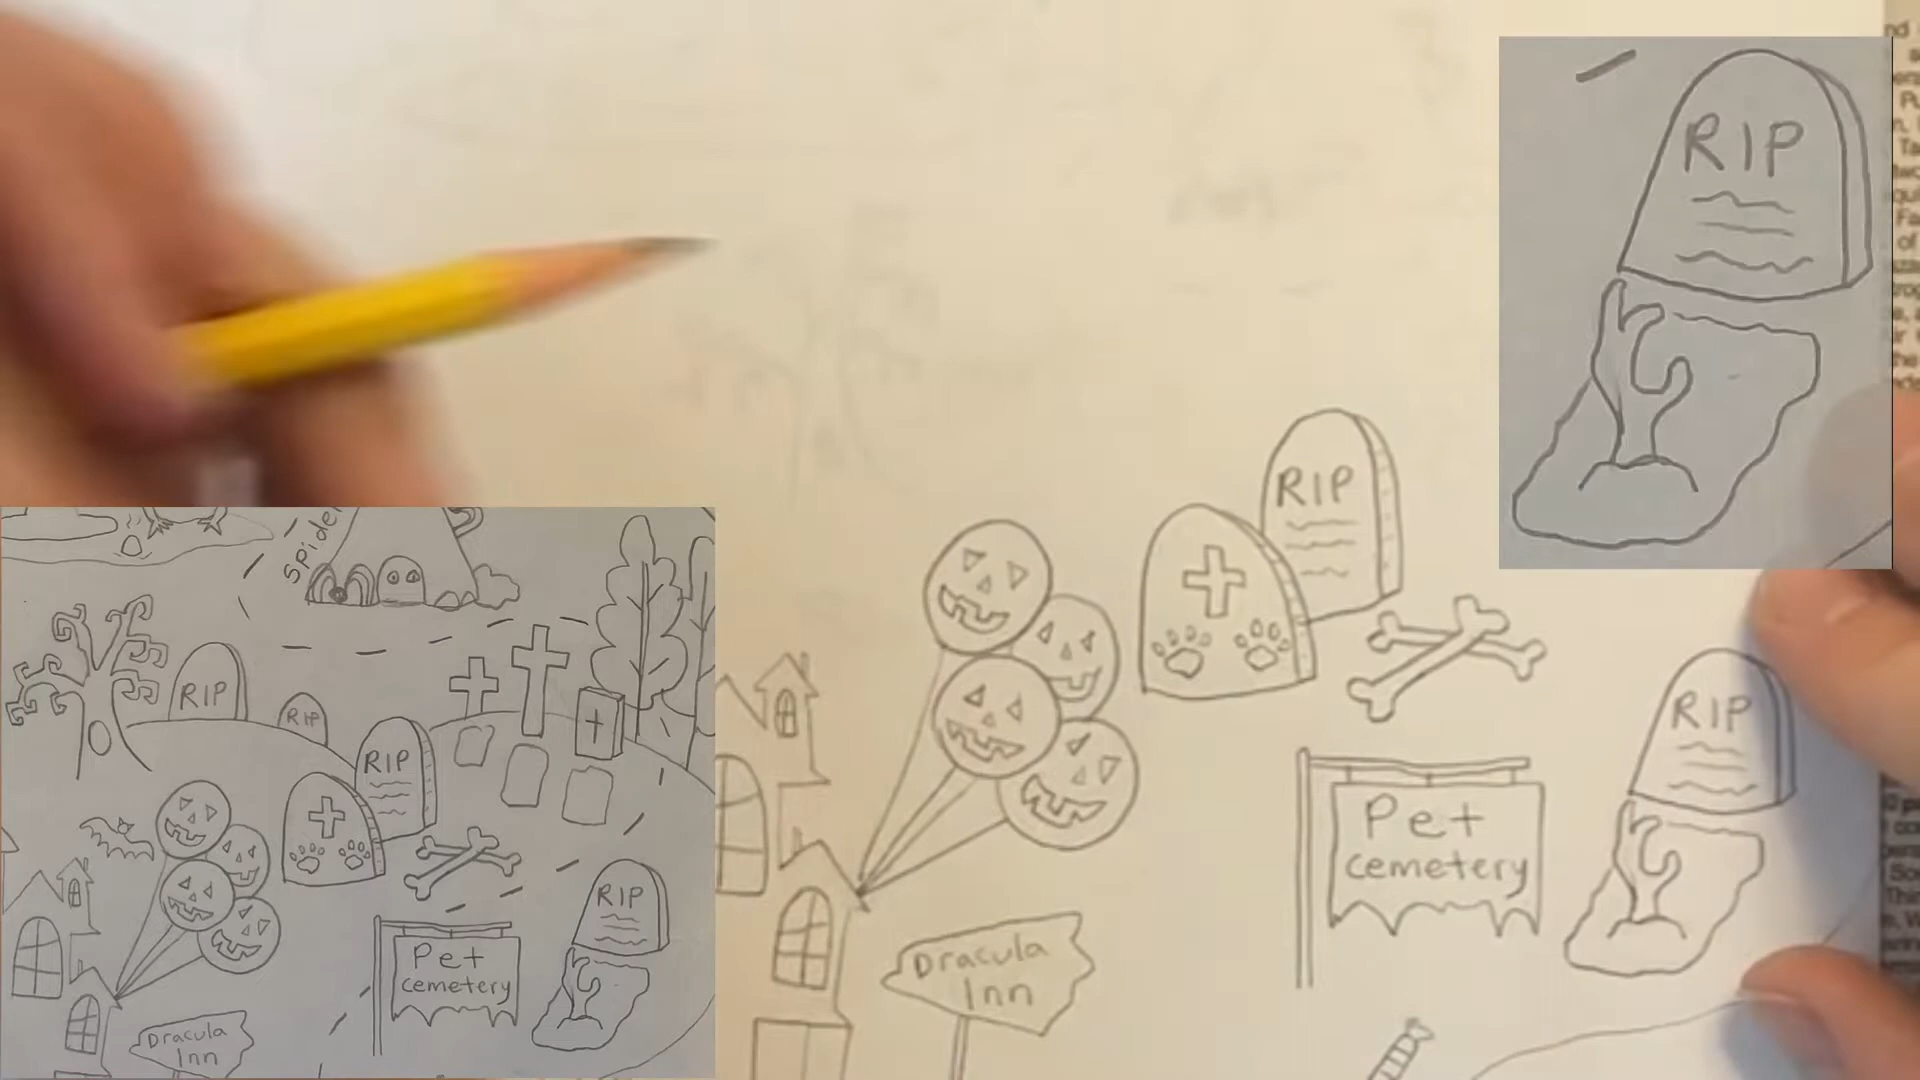 RIP
RIP
RIP
Pet
cemetery
Dracula
Inn
Spider
RIP
RIP
RIP
RIP
Pet
cemetery
Dracula
Inn